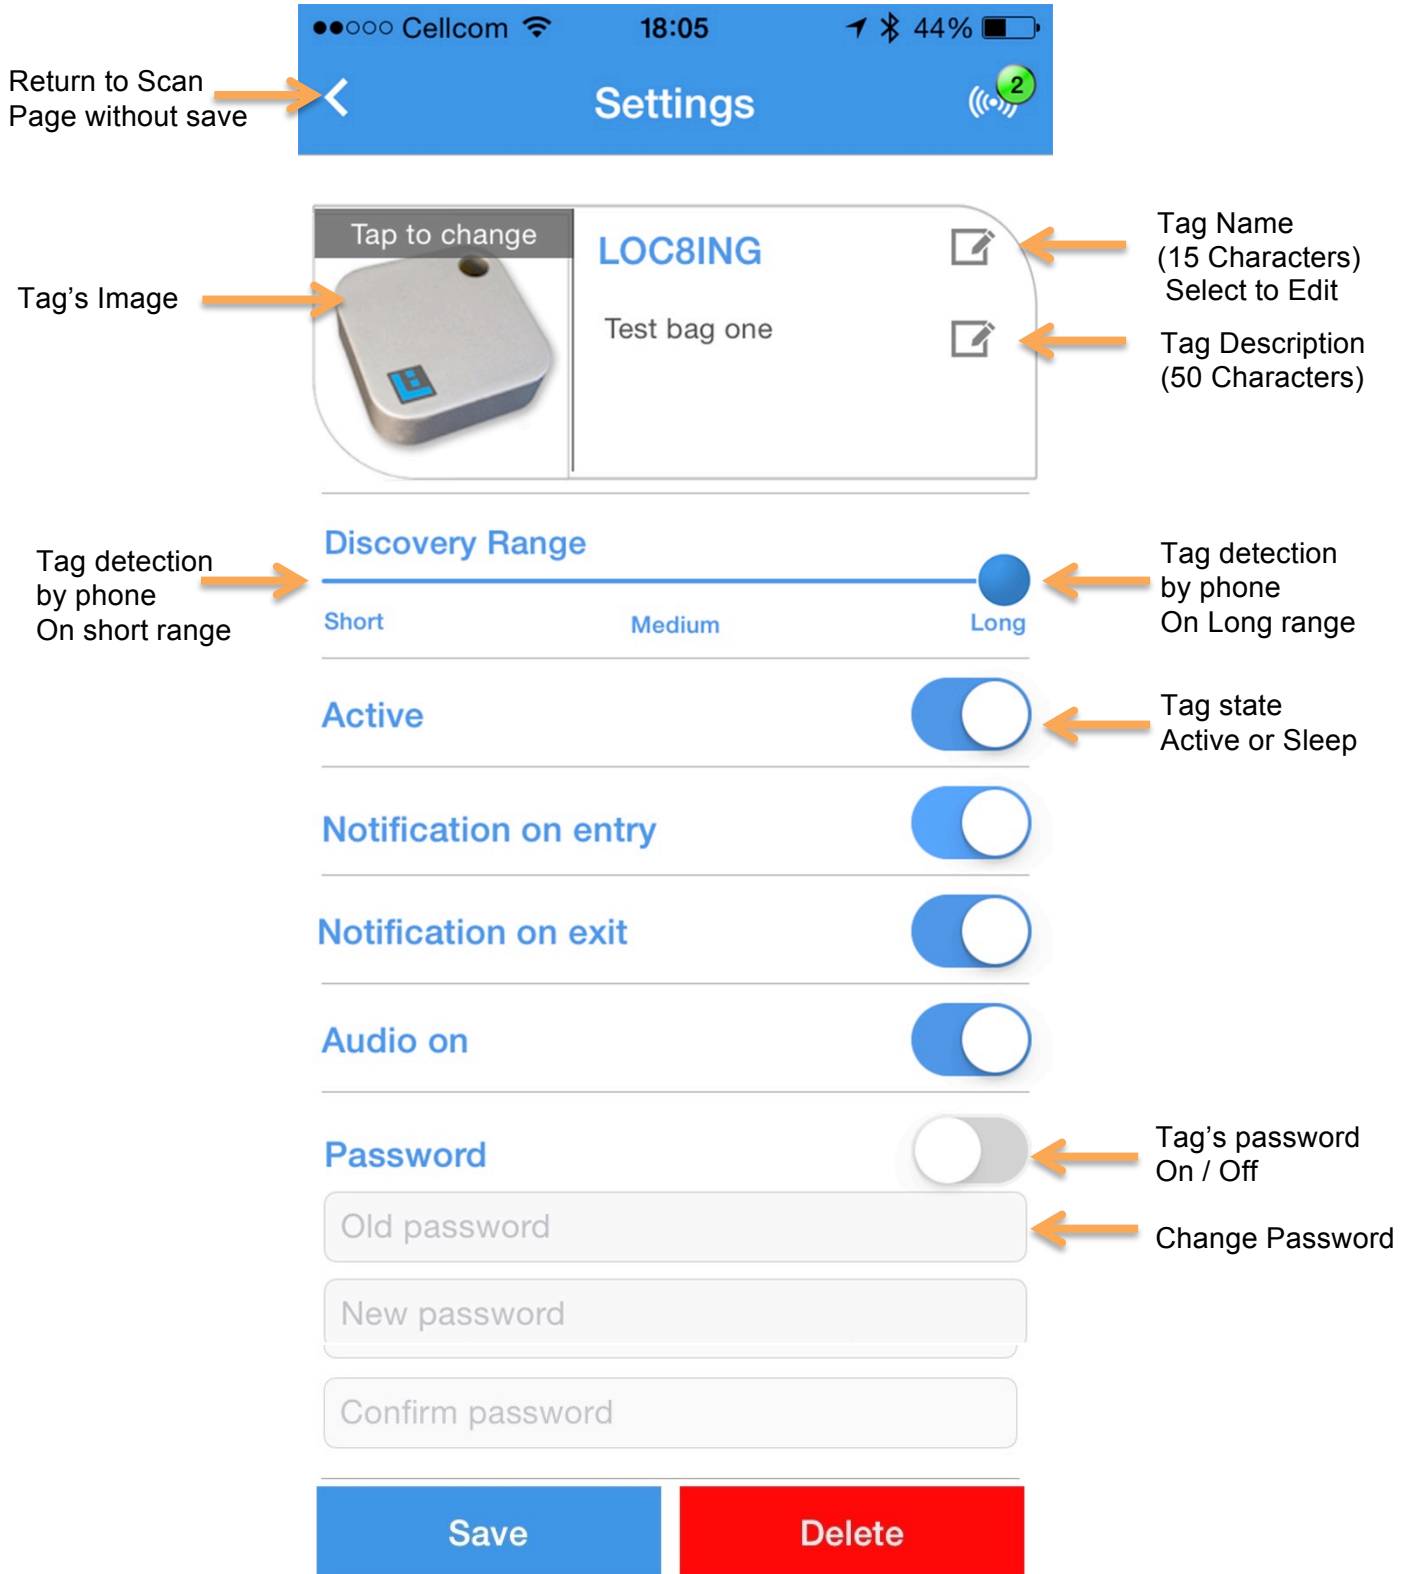 Cellcom 18:05 44%
Return to Scan
Page without save
Settings
2
Tap to change
LOC8ING
Test bag one
Tag's Image
Tag Name
(15 Characters)
Select to Edit
Tag Description
(50 Characters)
Discovery Range
Short Medium Long
Tag detection
by phone
On short range
Tag detection
by phone
On Long range
Active
Tag state
Active or Sleep
Notification on entry
Notification on exit
Audio on
Password
Tag's password
On / Off
Old password
Change Password
New password
Confirm password
Save Delete